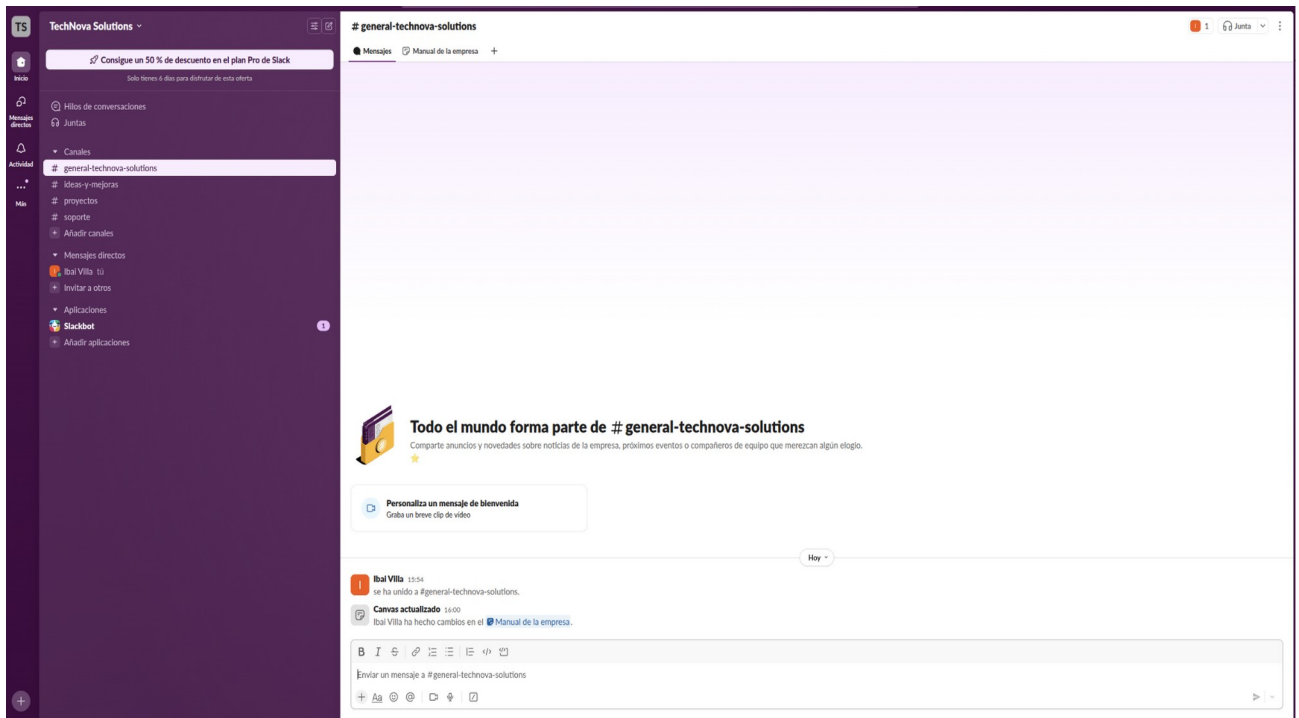 TS
Inicio
Mensajes
directos
Actividad
Más
TechNova Solutions
Consigue un 50 % de descuento en el plan Pro de Slack
Solo tienes 6 días para disfrutar de esta oferta
Hilos de conversaciones
Juntas
Canales
# general-technova-solutions
# ideas-y-mejoras
# proyectos
# soporte
+ Añadir canales
Mensajes directos
I Ibai Villa tú
+ Invitar a otros
Aplicaciones
Slackbot 1
+ Añadir aplicaciones
# general-technova-solutions
I 1 Junta
Mensajes Manual de la empresa +
Todo el mundo forma parte de # general-technova-solutions
Comparte anuncios y novedades sobre noticias de la empresa, próximos eventos o compañeros de equipo que merezcan algún elogio.
Personaliza un mensaje de bienvenida
Graba un breve clip de vídeo
Hoy
I Ibai Villa 15:54
se ha unido a #general-technova-solutions.
Canvas actualizado 16:00
Ibai Villa ha hecho cambios en el Manual de la empresa.
B I S
Enviar un mensaje a #general-technova-solutions
+ Aa @